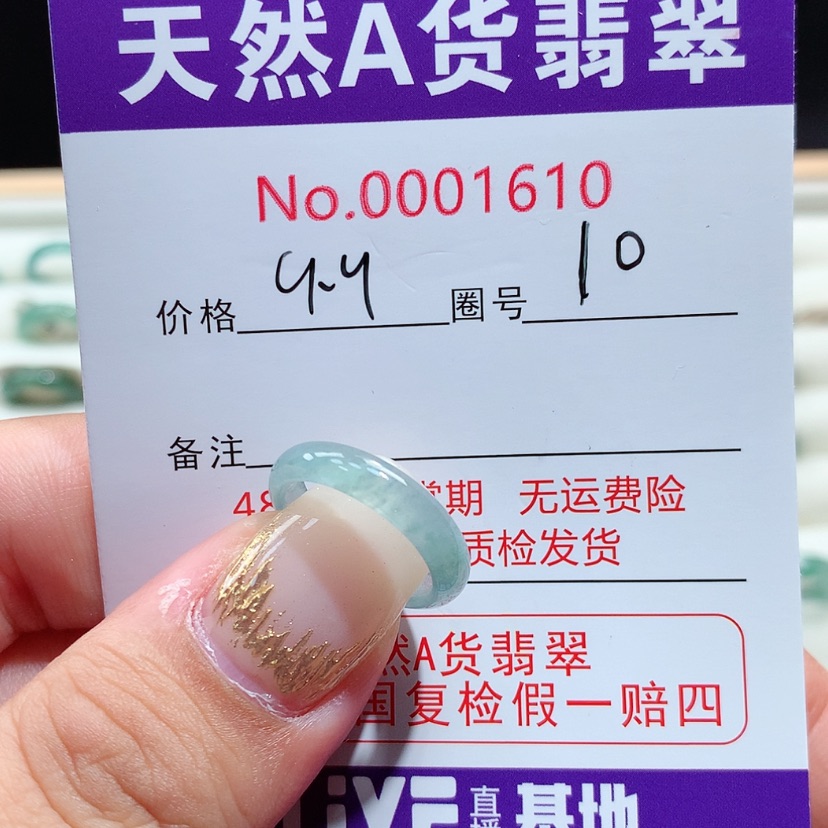 天然A货翡翠
No.0001610
价格 9.9 圈号 10
备注
48 期 无运费险
质检发货
然A货翡翠
国复检假一赔四
LIVE 直播 基地